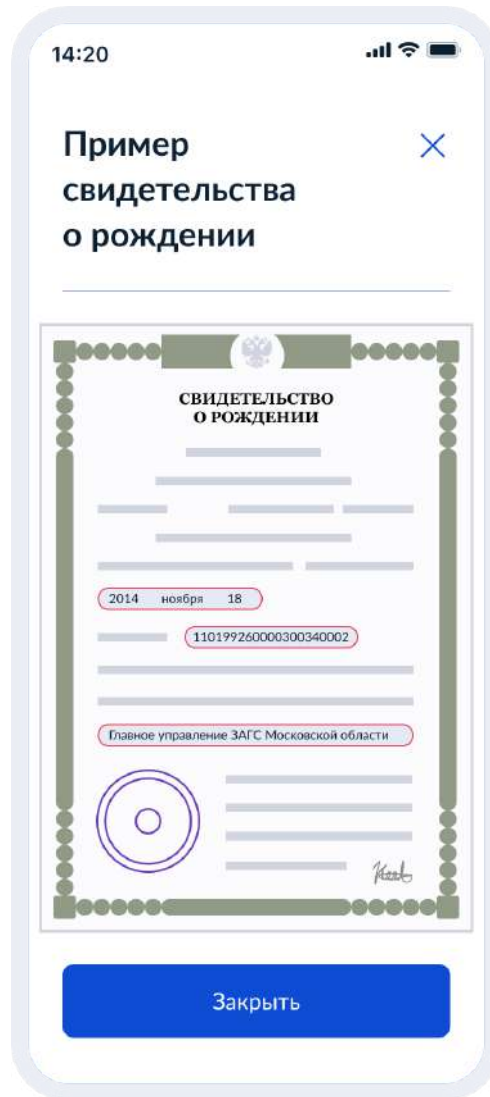 14:20
Пример
свидетельства
о рождении
СВИДЕТЕЛЬСТВО
О РОЖДЕНИИ
2014 ноября 18
110199260000300340002
Главное управление ЗАГС Московской области
Закрыть